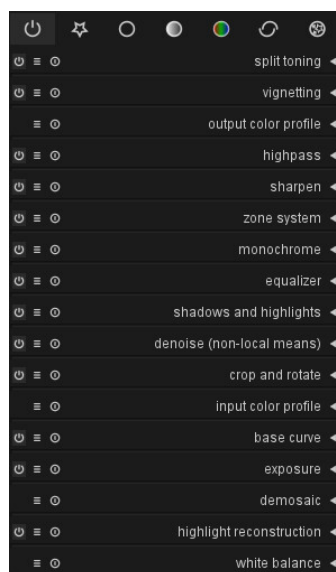 split toning
vignetting
output color profile
highpass
sharpen
zone system
monochrome
equalizer
shadows and highlights
denoise (non-local means)
crop and rotate
input color profile
base curve
exposure
demosaic
highlight reconstruction
white balance